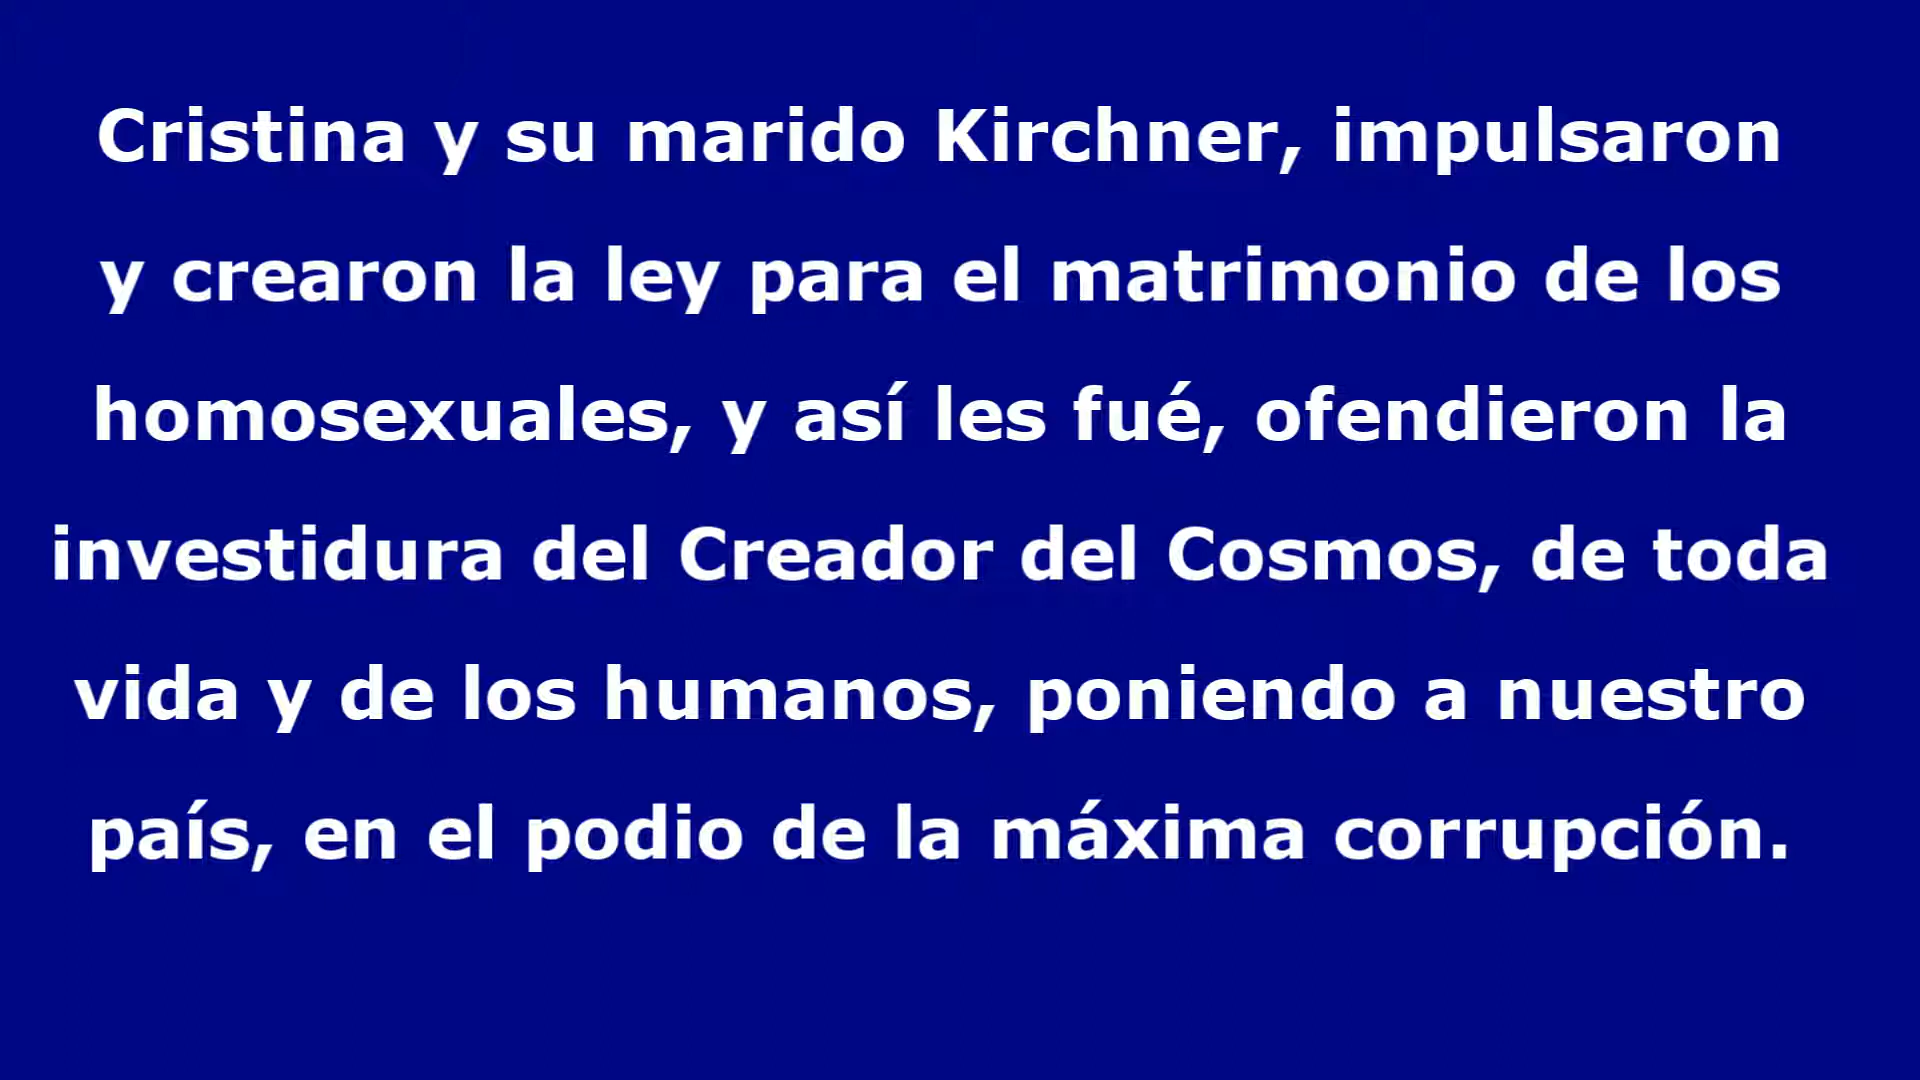 Cristina y su marido Kirchner, impulsaron
y crearon la ley para el matrimonio de los
homosexuales, y así les fué, ofendieron la
investidura del Creador del Cosmos, de toda
vida y de los humanos, poniendo a nuestro
país, en el podio de la máxima corrupción.